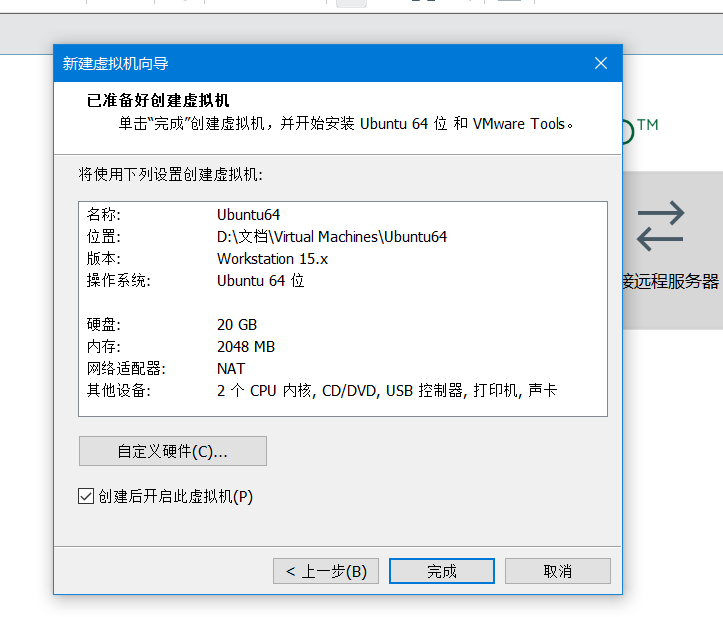 新建虚拟机向导
已准备好创建虚拟机
单击“完成”创建虚拟机，并开始安装 Ubuntu 64 位 和 VMware Tools。
TM
将使用下列设置创建虚拟机:
名称: Ubuntu64
位置: D:\文档\Virtual Machines\Ubuntu64
版本: Workstation 15.x
操作系统: Ubuntu 64 位
硬盘: 20 GB
内存: 2048 MB
网络适配器: NAT
其他设备: 2 个 CPU 内核, CD/DVD, USB 控制器, 打印机, 声卡
接远程服务器
自定义硬件(C)...
创建后开启此虚拟机(P)
< 上一步(B)
完成
取消